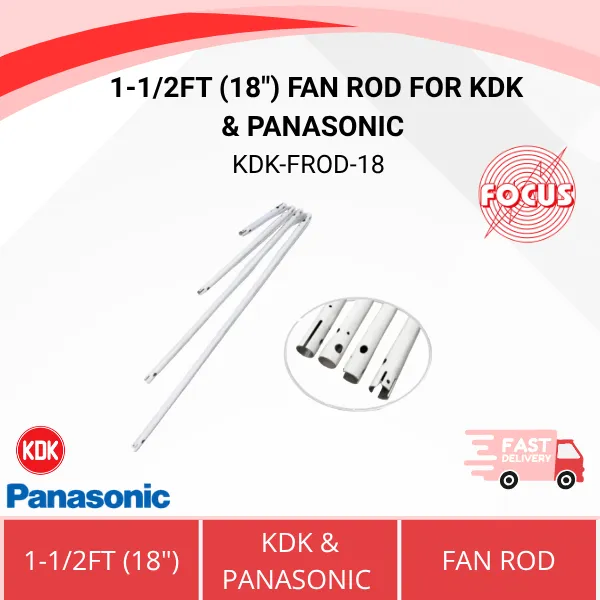 1-1/2FT (18") FAN ROD FOR KDK
& PANASONIC
KDK-FROD-18
FOCUS
FAST
DELIVERY
KDK
Panasonic
1-1/2FT (18")
KDK &
PANASONIC
FAN ROD